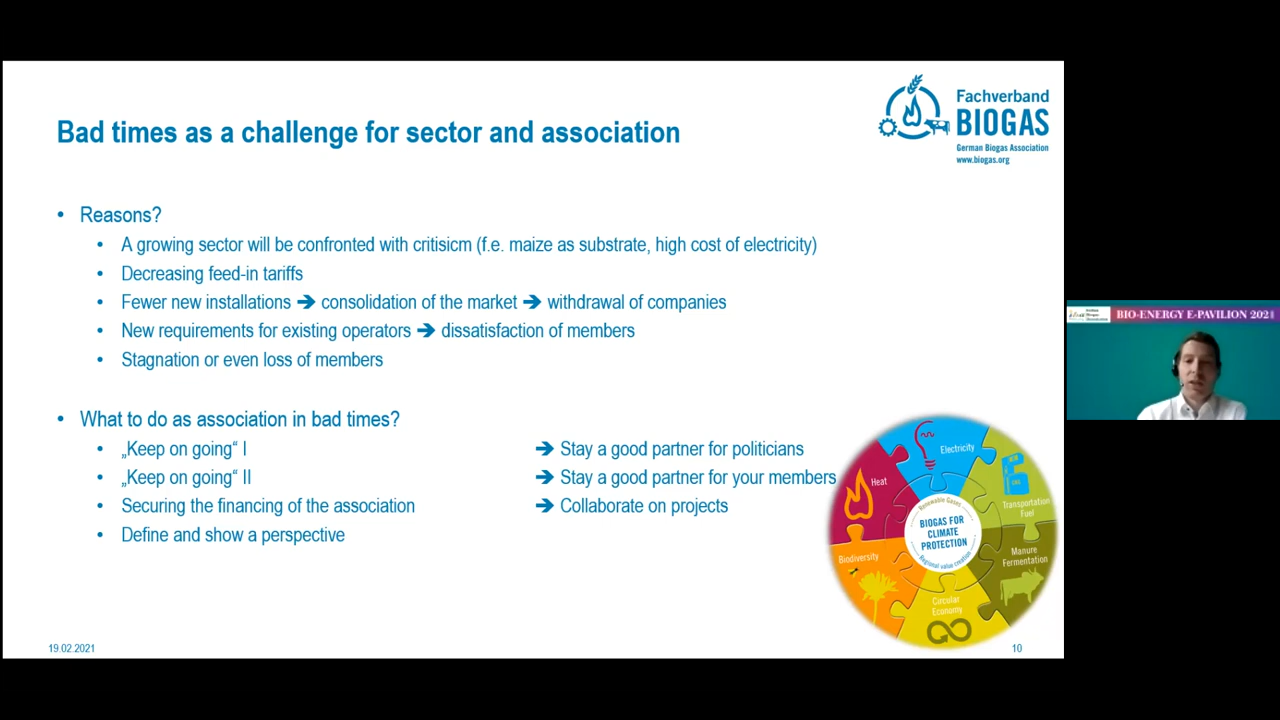 Fachverband
BIOGAS
German Biogas Association
www.biogas.org
Bad times as a challenge for sector and association
• Reasons?
• A growing sector will be confronted with critisicm (f.e. maize as substrate, high cost of electricity)
• Decreasing feed-in tariffs
• Fewer new installations ➔ consolidation of the market ➔ withdrawal of companies
• New requirements for existing operators ➔ dissatisfaction of members
• Stagnation or even loss of members
BIO-ENERGY E-PAVILION 2021
• What to do as association in bad times?
• „Keep on going“ I ➔ Stay a good partner for politicians
• „Keep on going“ II ➔ Stay a good partner for your members
• Securing the financing of the association ➔ Collaborate on projects
• Define and show a perspective
Electricity
Heat
Transportation
Fuel
Renewable Gases
BIOGAS FOR
CLIMATE
PROTECTION
Regional value creation
Biodiversity
Manure
Fermentation
Circular
Economy
19.02.2021
10